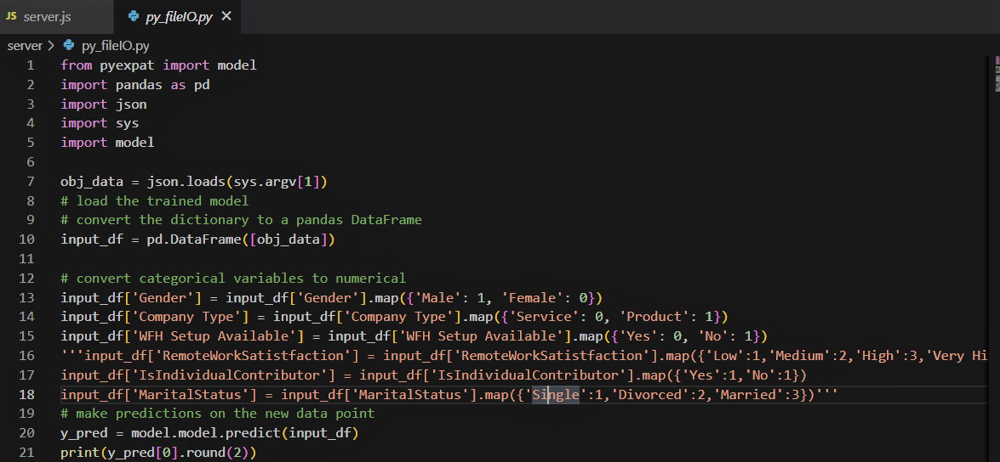 JS server.js py_fileIO.py ×
server > py_fileIO.py
1 from pyexpat import model
2 import pandas as pd
3 import json
4 import sys
5 import model
6
7 obj_data = json.loads(sys.argv[1])
8 # load the trained model
9 # convert the dictionary to a pandas DataFrame
10 input_df = pd.DataFrame([obj_data])
11
12 # convert categorical variables to numerical
13 input_df['Gender'] = input_df['Gender'].map({'Male': 1, 'Female': 0})
14 input_df['Company Type'] = input_df['Company Type'].map({'Service': 0, 'Product': 1})
15 input_df['WFH Setup Available'] = input_df['WFH Setup Available'].map({'Yes': 0, 'No': 1})
16 '''input_df['RemoteWorkSatistfaction'] = input_df['RemoteWorkSatistfaction'].map({'Low':1,'Medium':2,'High':3,'Very Hi
17 input_df['IsIndividualContributor'] = input_df['IsIndividualContributor'].map({'Yes':1,'No':1})
18 input_df['MaritalStatus'] = input_df['MaritalStatus'].map({'Single':1,'Divorced':2,'Married':3})'''
19 # make predictions on the new data point
20 y_pred = model.model.predict(input_df)
21 print(y_pred[0].round(2))